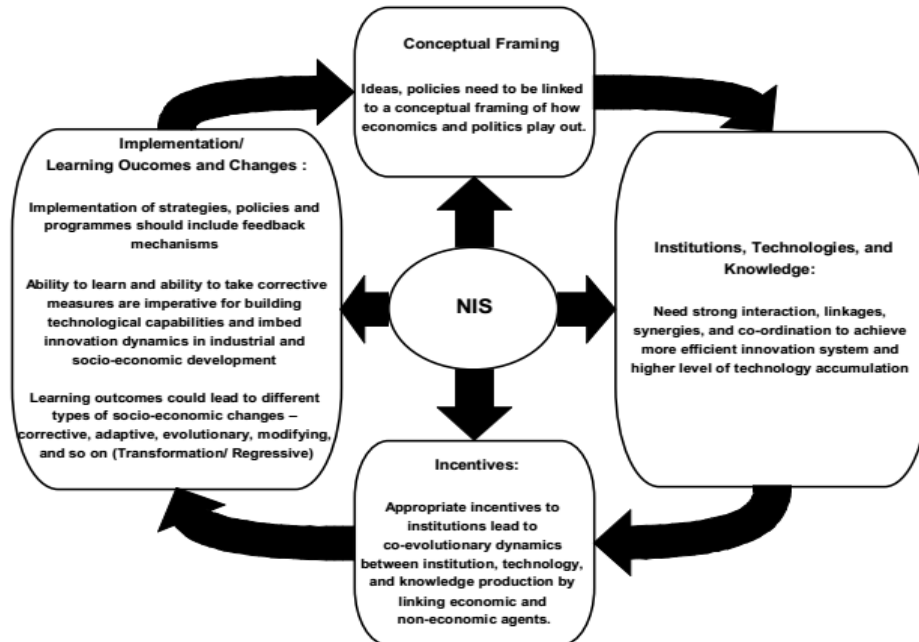 Conceptual Framing
Ideas, policies need to be linked
to a conceptual framing of how
economics and politics play out.
Implementation/
Learning Oucomes and Changes :
Implementation of strategies, policies and
programmes should include feedback
mechanisms
Ability to learn and ability to take corrective
measures are imperative for building
technological capabilities and imbed
innovation dynamics in industrial and
socio-economic development
Learning outcomes could lead to different
types of socio-economic changes –
corrective, adaptive, evolutionary, modifying,
and so on (Transformation/ Regressive)
NIS
Institutions, Technologies, and
Knowledge:
Need strong interaction, linkages,
synergies, and co-ordination to achieve
more efficient innovation system and
higher level of technology accumulation
Incentives:
Appropriate incentives to
institutions lead to
co-evolutionary dynamics
between institution, technology,
and knowledge production by
linking economic and
non-economic agents.